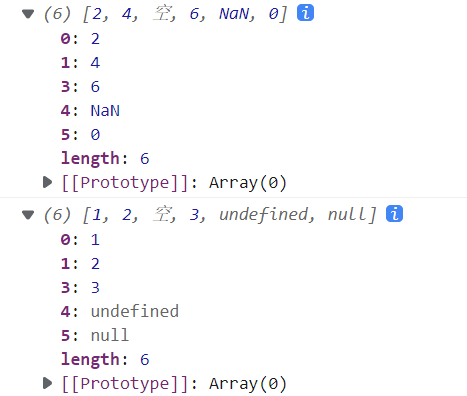 (6) [2, 4, 空, 6, NaN, 0] i
0: 2
1: 4
3: 6
4: NaN
5: 0
length: 6
[[Prototype]]: Array(0)
(6) [1, 2, 空, 3, undefined, null] i
0: 1
1: 2
3: 3
4: undefined
5: null
length: 6
[[Prototype]]: Array(0)